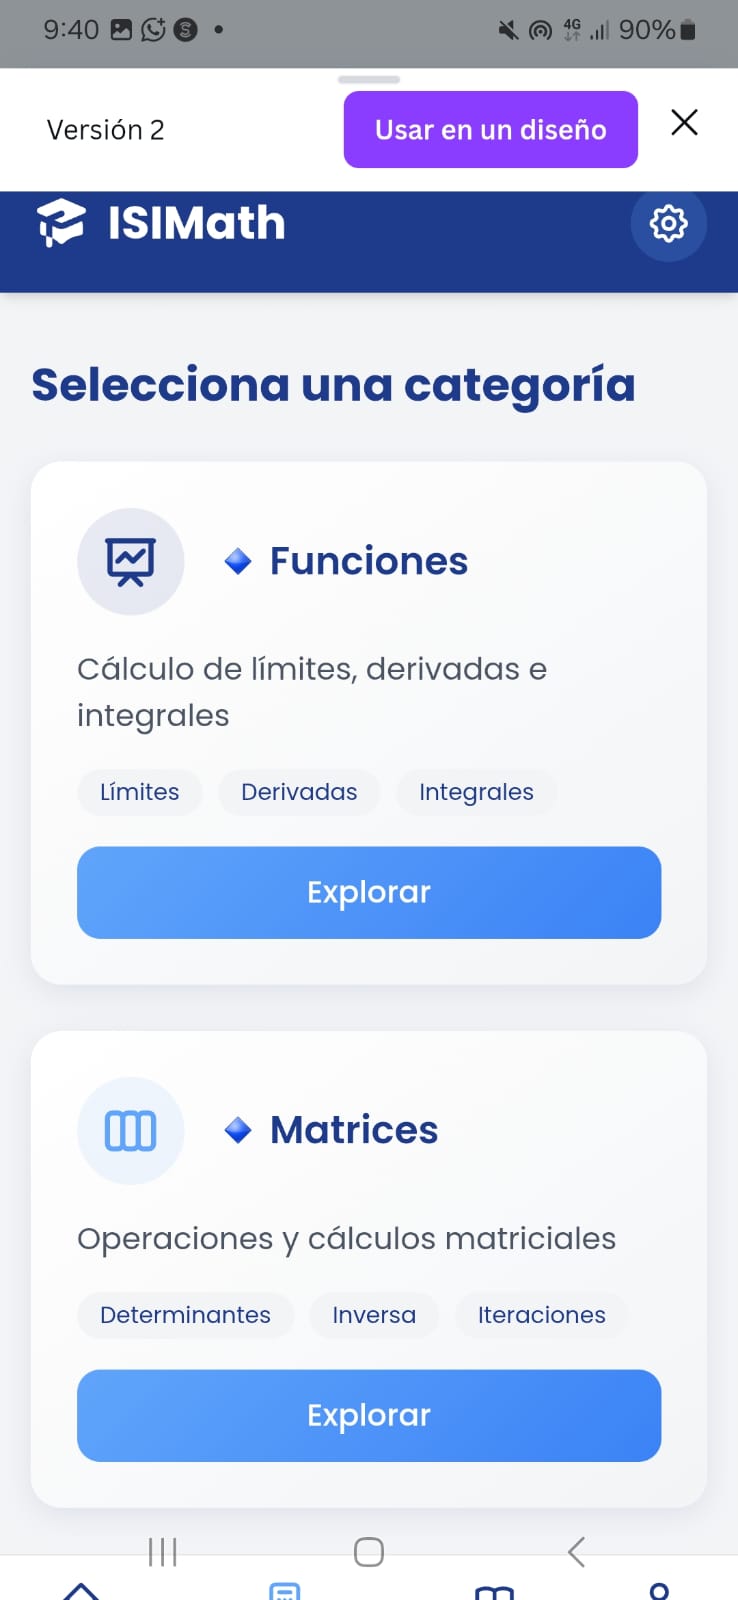 9:40
4G 90%
Versión 2
Usar en un diseño
ISIMath
Selecciona una categoría
Funciones
Cálculo de límites, derivadas e
integrales
Límites Derivadas Integrales
Explorar
Matrices
Operaciones y cálculos matriciales
Determinantes Inversa Iteraciones
Explorar